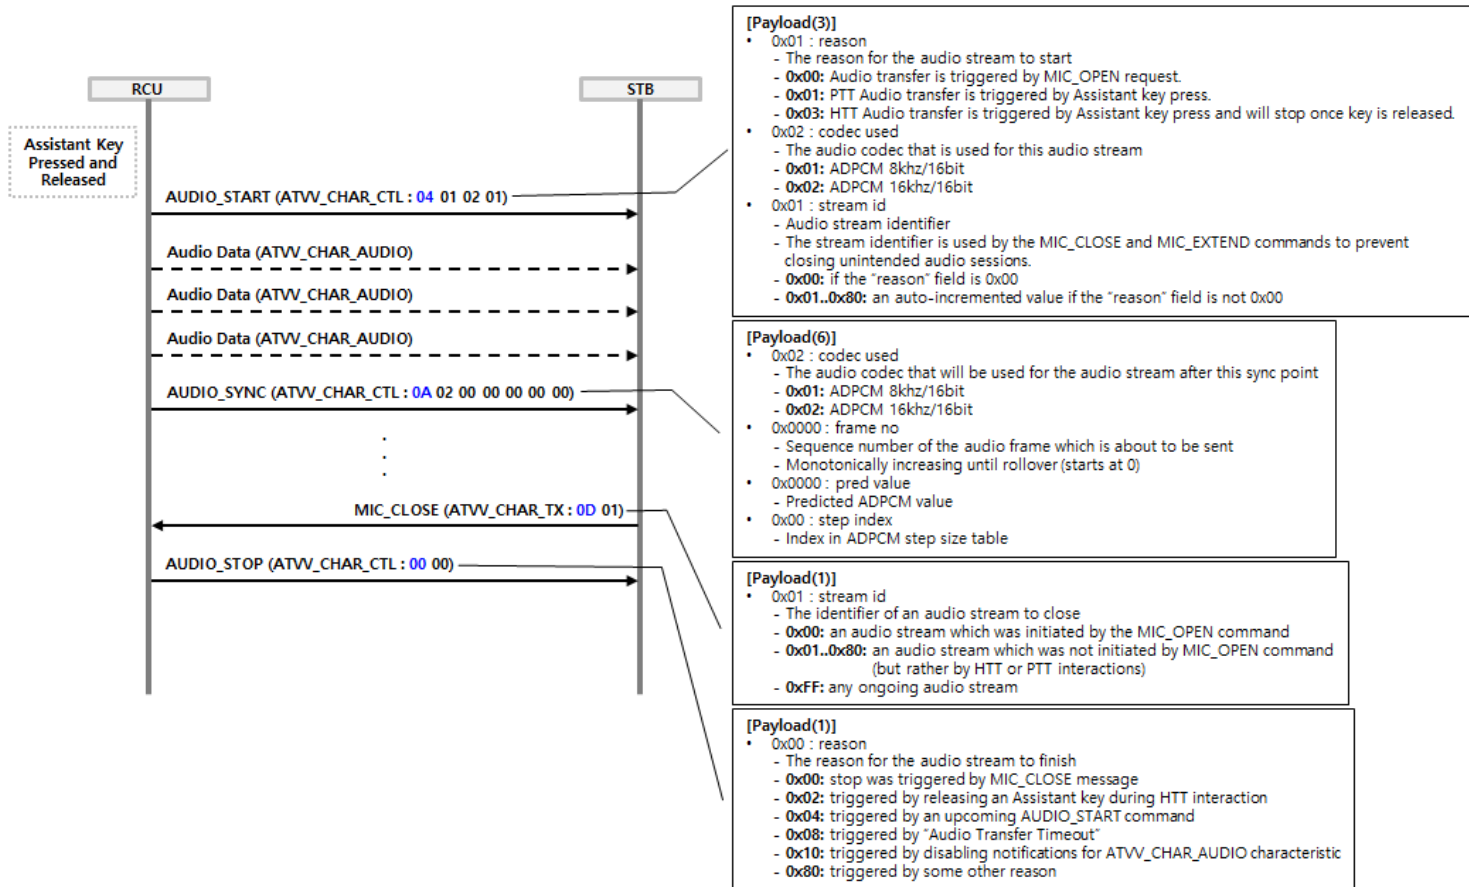 RCU
STB
Assistant Key
Pressed and
Released
AUDIO_START (ATVV_CHAR_CTL : 04 01 02 01)
Audio Data (ATVV_CHAR_AUDIO)
Audio Data (ATVV_CHAR_AUDIO)
Audio Data (ATVV_CHAR_AUDIO)
AUDIO_SYNC (ATVV_CHAR_CTL : 0A 02 00 00 00 00 00)
.
.
.
MIC_CLOSE (ATVV_CHAR_TX : 0D 01)
AUDIO_STOP (ATVV_CHAR_CTL : 00 00)
[Payload(3)]
• 0x01 : reason
- The reason for the audio stream to start
- 0x00: Audio transfer is triggered by MIC_OPEN request.
- 0x01: PTT Audio transfer is triggered by Assistant key press.
- 0x03: HTT Audio transfer is triggered by Assistant key press and will stop once key is released.
• 0x02 : codec used
- The audio codec that is used for this audio stream
- 0x01: ADPCM 8khz/16bit
- 0x02: ADPCM 16khz/16bit
• 0x01 : stream id
- Audio stream identifier
- The stream identifier is used by the MIC_CLOSE and MIC_EXTEND commands to prevent
closing unintended audio sessions.
- 0x00: if the "reason" field is 0x00
- 0x01..0x80: an auto-incremented value if the "reason" field is not 0x00
[Payload(6)]
• 0x02 : codec used
- The audio codec that will be used for the audio stream after this sync point
- 0x01: ADPCM 8khz/16bit
- 0x02: ADPCM 16khz/16bit
• 0x0000 : frame no
- Sequence number of the audio frame which is about to be sent
- Monotonically increasing until rollover (starts at 0)
• 0x0000 : pred value
- Predicted ADPCM value
• 0x00 : step index
- Index in ADPCM step size table
[Payload(1)]
• 0x01 : stream id
- The identifier of an audio stream to close
- 0x00: an audio stream which was initiated by the MIC_OPEN command
- 0x01..0x80: an audio stream which was not initiated by MIC_OPEN command
(but rather by HTT or PTT interactions)
- 0xFF: any ongoing audio stream
[Payload(1)]
• 0x00 : reason
- The reason for the audio stream to finish
- 0x00: stop was triggered by MIC_CLOSE message
- 0x02: triggered by releasing an Assistant key during HTT interaction
- 0x04: triggered by an upcoming AUDIO_START command
- 0x08: triggered by "Audio Transfer Timeout"
- 0x10: triggered by disabling notifications for ATVV_CHAR_AUDIO characteristic
- 0x80: triggered by some other reason